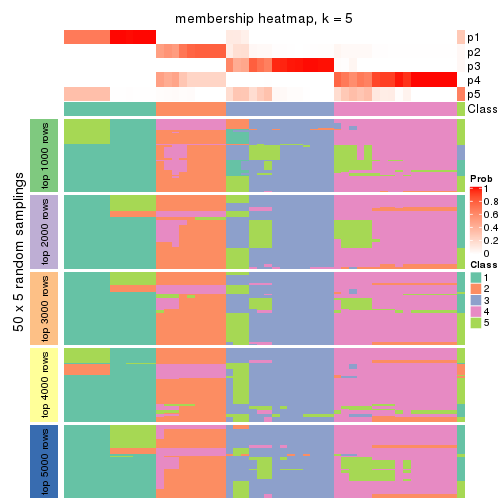 membership heatmap, k = 5
p1
p2
p3
p4
p5
Class
50 x 5 random samplings
top 1000 rows
top 2000 rows
top 3000 rows
top 4000 rows
top 5000 rows
Prob
1
0.8
0.6
0.4
0.2
0
Class
1
2
3
4
5